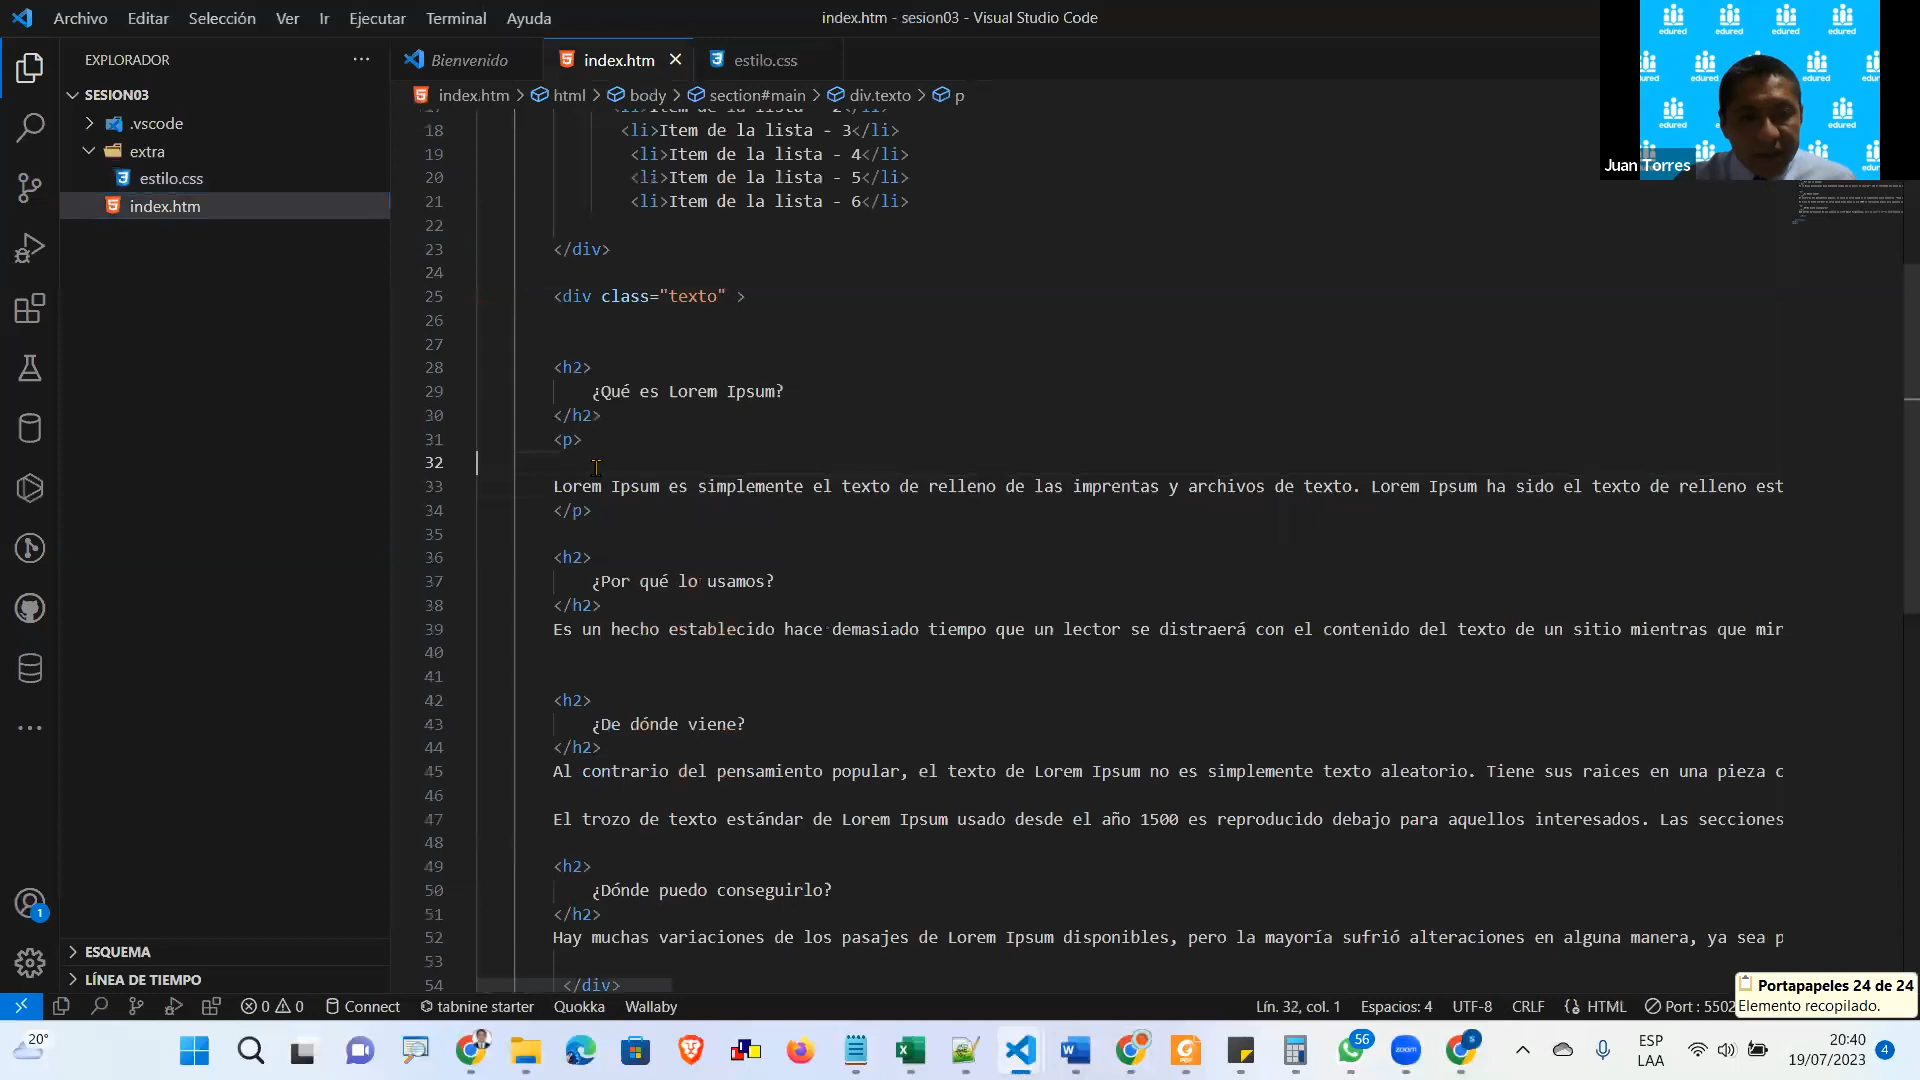 Archivo Editar Selección Ver Ir Ejecutar Terminal Ayuda
index.htm - sesion03 - Visual Studio Code
EXPLORADOR
SESION03
.vscode
extra
estilo.css
index.htm
ESQUEMA
LÍNEA DE TIEMPO
Bienvenido index.htm estilo.css
index.htm > html > body > section#main > div.texto > p
18 <li>Item de la lista - 3</li>
19 <li>Item de la lista - 4</li>
20 <li>Item de la lista - 5</li>
21 <li>Item de la lista - 6</li>
22
23 </div>
24
25 <div class="texto" >
26
27
28 <h2>
29 ¿Qué es Lorem Ipsum?
30 </h2>
31 <p>
32
33 Lorem Ipsum es simplemente el texto de relleno de las imprentas y archivos de texto. Lorem Ipsum ha sido el texto de relleno est
34 </p>
35
36 <h2>
37 ¿Por qué lo usamos?
38 </h2>
39 Es un hecho establecido hace demasiado tiempo que un lector se distraerá con el contenido del texto de un sitio mientras que mir
40
41
42 <h2>
43 ¿De dónde viene?
44 </h2>
45 Al contrario del pensamiento popular, el texto de Lorem Ipsum no es simplemente texto aleatorio. Tiene sus raices en una pieza c
46
47 El trozo de texto estándar de Lorem Ipsum usado desde el año 1500 es reproducido debajo para aquellos interesados. Las secciones
48
49 <h2>
50 ¿Dónde puedo conseguirlo?
51 </h2>
52 Hay muchas variaciones de los pasajes de Lorem Ipsum disponibles, pero la mayoría sufrió alteraciones en alguna manera, ya sea p
53
54 </div>
edured edured edured edured
edured edured
edured edured
Juan Torres
Portapapeles 24 de 24
Elemento recopilado.
0 0 Connect tabnine starter Quokka Wallaby
Lín. 32, col. 1 Espacios: 4 UTF-8 CRLF HTML Port : 5502
1
20°
56
zoom
ESP
LAA
20:40
19/07/2023
4